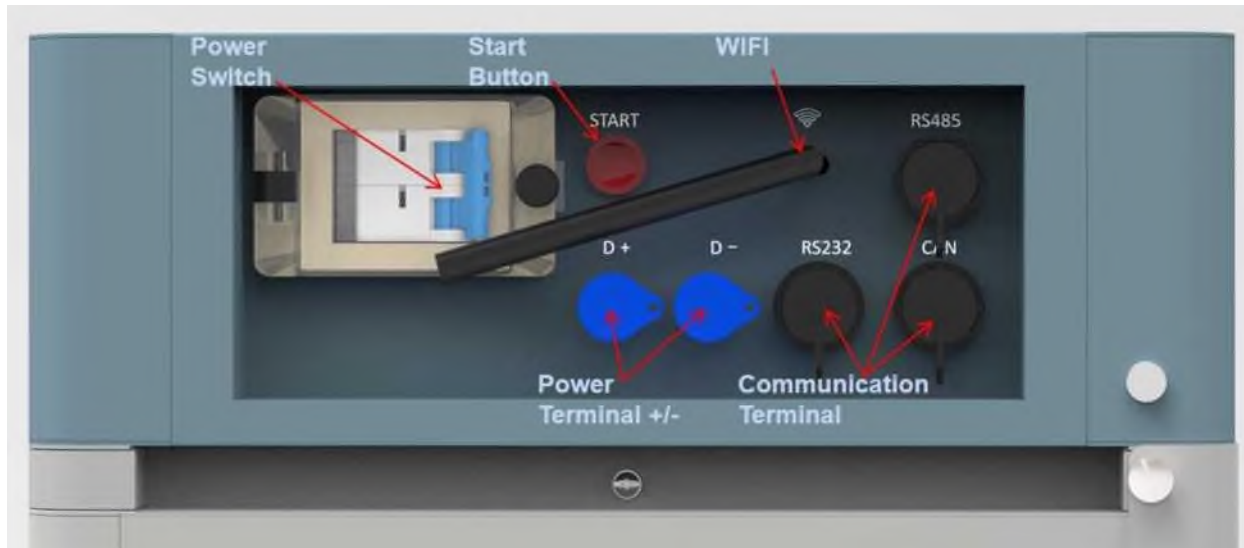 Power
Switch
Start
Button
WIFI
START
RS485
D +
D −
RS232
CAN
Power
Terminal +/-
Communication
Terminal